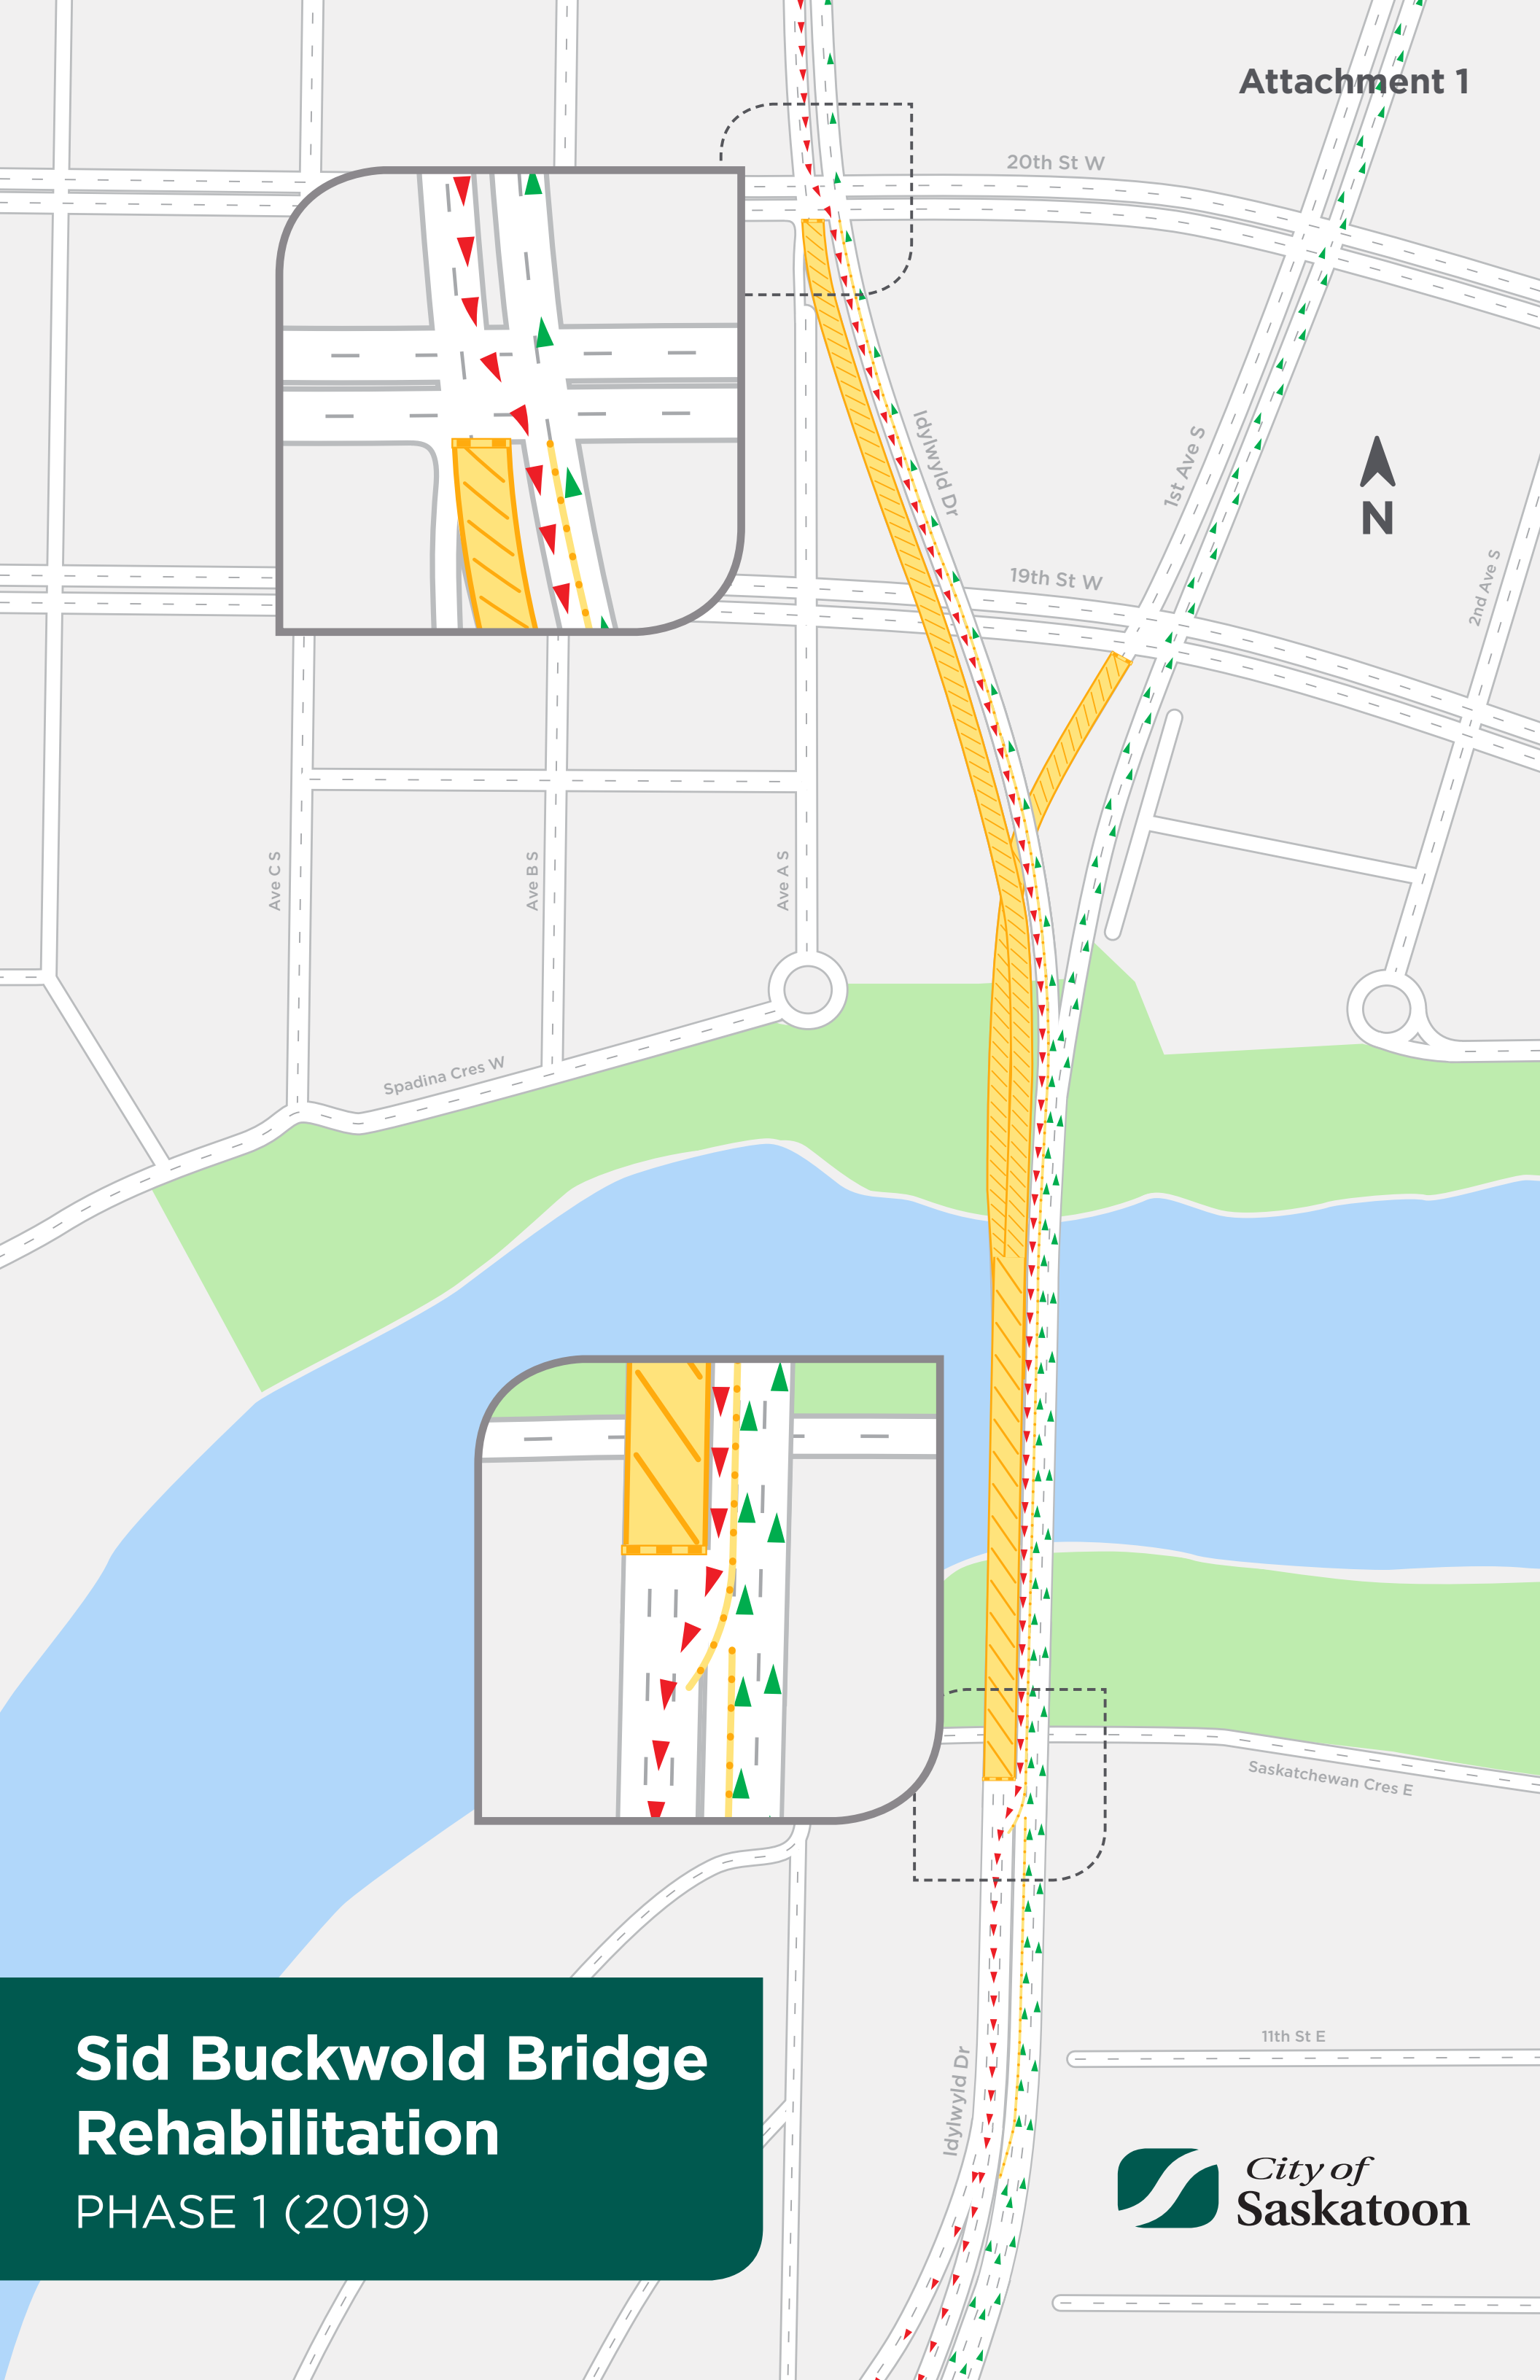 Attachment 1
20th St W
Idylwyld Dr
1st Ave S
N
19th St W
2nd Ave S
Ave C S
Ave B S
Ave A S
Spadina Cres W
Saskatchewan Cres E
11th St E
Idylwyld Dr
Sid Buckwold Bridge
Rehabilitation
PHASE 1 (2019)
City of
Saskatoon